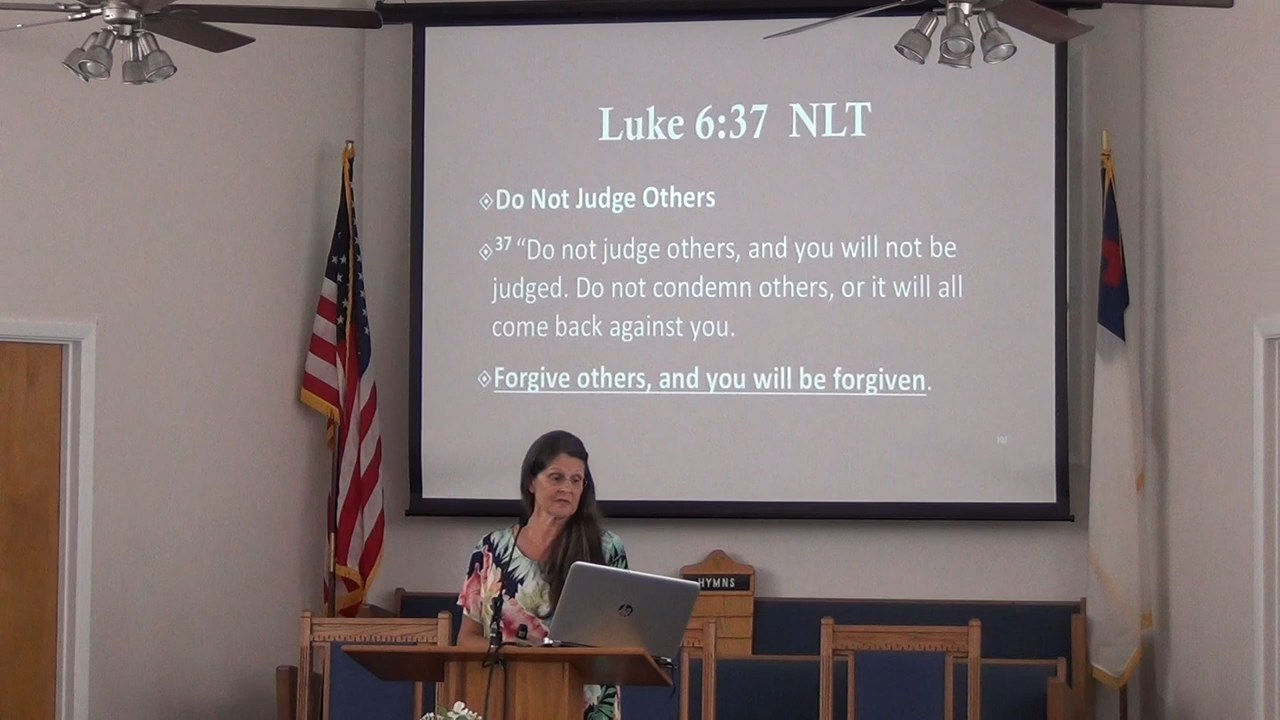 Luke 6:37 NLT
Do Not Judge Others
37 “Do not judge others, and you will not be
judged. Do not condemn others, or it will all
come back against you.
Forgive others, and you will be forgiven.
HYMNS
hp